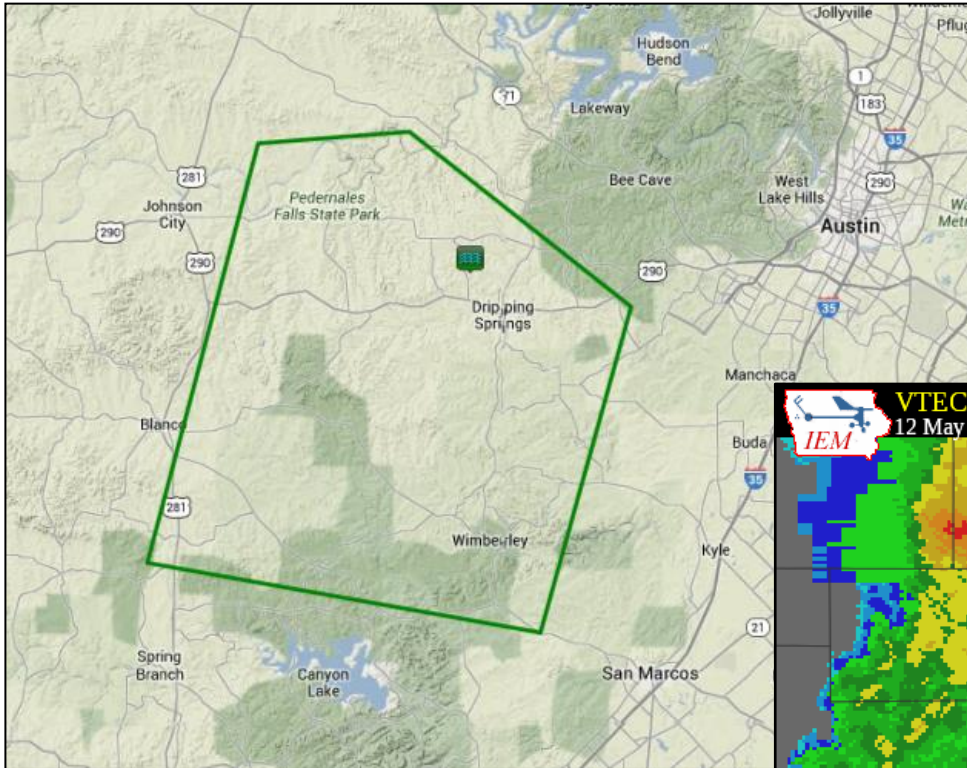 Jollyville
Pflug
Hudson
Bend
1
71
183
Lakeway
35
281
Pedernales
Falls State Park
Bee Cave
West
Lake Hills
290
Johnson
City
Austin
Metr
290
290
290
Dripping
Springs
35
Manchaca
VTEC
12 May
IEM
Blanco
Buda
35
281
Wimberley
Kyle
21
Spring
Branch
Canyon
Lake
San Marcos